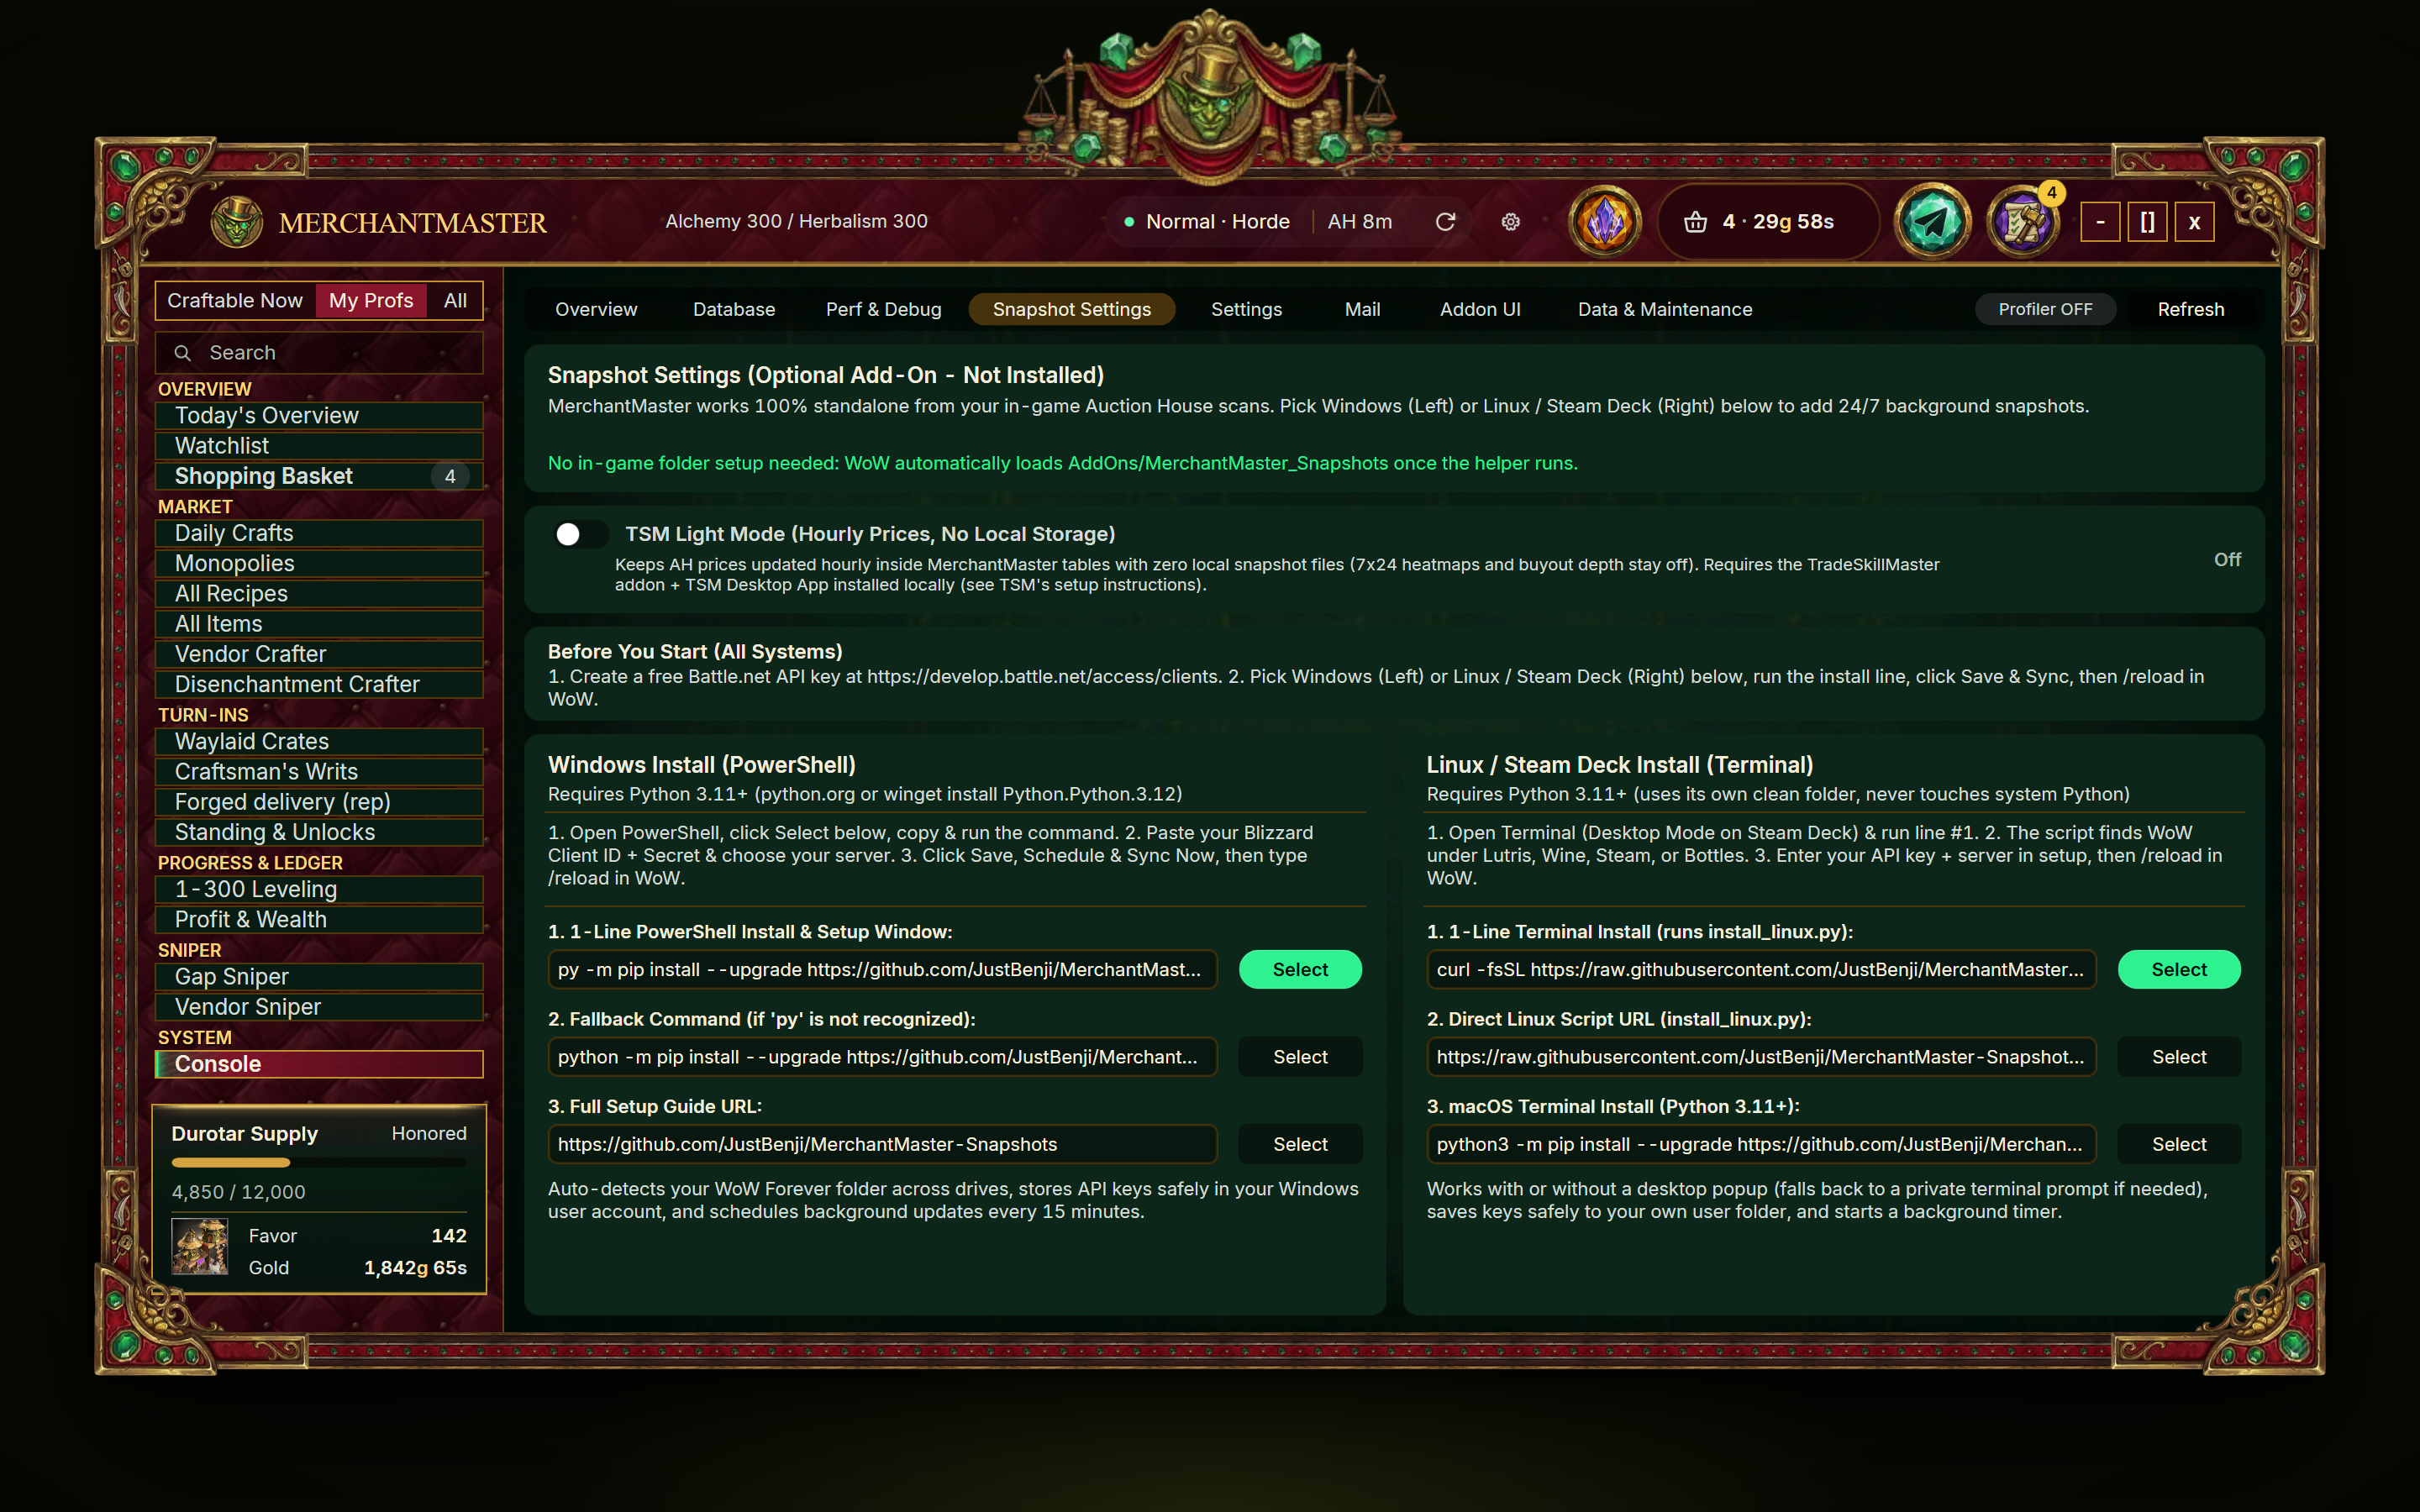 MERCHANTMASTER
Alchemy 300 / Herbalism 300
Normal · Horde
AH 8m
4 · 29g 58s
4
-
[]
x
Craftable Now
My Profs
All
Search
OVERVIEW
Today's Overview
Watchlist
Shopping Basket
4
MARKET
Daily Crafts
Monopolies
All Recipes
All Items
Vendor Crafter
Disenchantment Crafter
TURN-INS
Waylaid Crates
Craftsman's Writs
Forged delivery (rep)
Standing & Unlocks
PROGRESS & LEDGER
1-300 Leveling
Profit & Wealth
SNIPER
Gap Sniper
Vendor Sniper
SYSTEM
Console
Durotar Supply
Honored
4,850 / 12,000
Favor
142
Gold
1,842g 65s
Overview
Database
Perf & Debug
Snapshot Settings
Settings
Mail
Addon UI
Data & Maintenance
Profiler OFF
Refresh
Snapshot Settings (Optional Add-On - Not Installed)
MerchantMaster works 100% standalone from your in-game Auction House scans. Pick Windows (Left) or Linux / Steam Deck (Right) below to add 24/7 background snapshots.
No in-game folder setup needed: WoW automatically loads AddOns/MerchantMaster_Snapshots once the helper runs.
TSM Light Mode (Hourly Prices, No Local Storage)
Keeps AH prices updated hourly inside MerchantMaster tables with zero local snapshot files (7x24 heatmaps and buyout depth stay off). Requires the TradeSkillMaster
addon + TSM Desktop App installed locally (see TSM's setup instructions).
Off
Before You Start (All Systems)
1. Create a free Battle.net API key at https://develop.battle.net/access/clients. 2. Pick Windows (Left) or Linux / Steam Deck (Right) below, run the install line, click Save & Sync, then /reload in
WoW.
Windows Install (PowerShell)
Requires Python 3.11+ (python.org or winget install Python.Python.3.12)
1. Open PowerShell, click Select below, copy & run the command. 2. Paste your Blizzard
Client ID + Secret & choose your server. 3. Click Save, Schedule & Sync Now, then type
/reload in WoW.
1. 1-Line PowerShell Install & Setup Window:
py -m pip install --upgrade https://github.com/JustBenji/MerchantMast...
Select
2. Fallback Command (if 'py' is not recognized):
python -m pip install --upgrade https://github.com/JustBenji/Merchant...
Select
3. Full Setup Guide URL:
https://github.com/JustBenji/MerchantMaster-Snapshots
Select
Auto-detects your WoW Forever folder across drives, stores API keys safely in your Windows
user account, and schedules background updates every 15 minutes.
Linux / Steam Deck Install (Terminal)
Requires Python 3.11+ (uses its own clean folder, never touches system Python)
1. Open Terminal (Desktop Mode on Steam Deck) & run line #1. 2. The script finds WoW
under Lutris, Wine, Steam, or Bottles. 3. Enter your API key + server in setup, then /reload in
WoW.
1. 1-Line Terminal Install (runs install_linux.py):
curl -fsSL https://raw.githubusercontent.com/JustBenji/MerchantMaster...
Select
2. Direct Linux Script URL (install_linux.py):
https://raw.githubusercontent.com/JustBenji/MerchantMaster-Snapshot...
Select
3. macOS Terminal Install (Python 3.11+):
python3 -m pip install --upgrade https://github.com/JustBenji/Merchan...
Select
Works with or without a desktop popup (falls back to a private terminal prompt if needed),
saves keys safely to your own user folder, and starts a background timer.